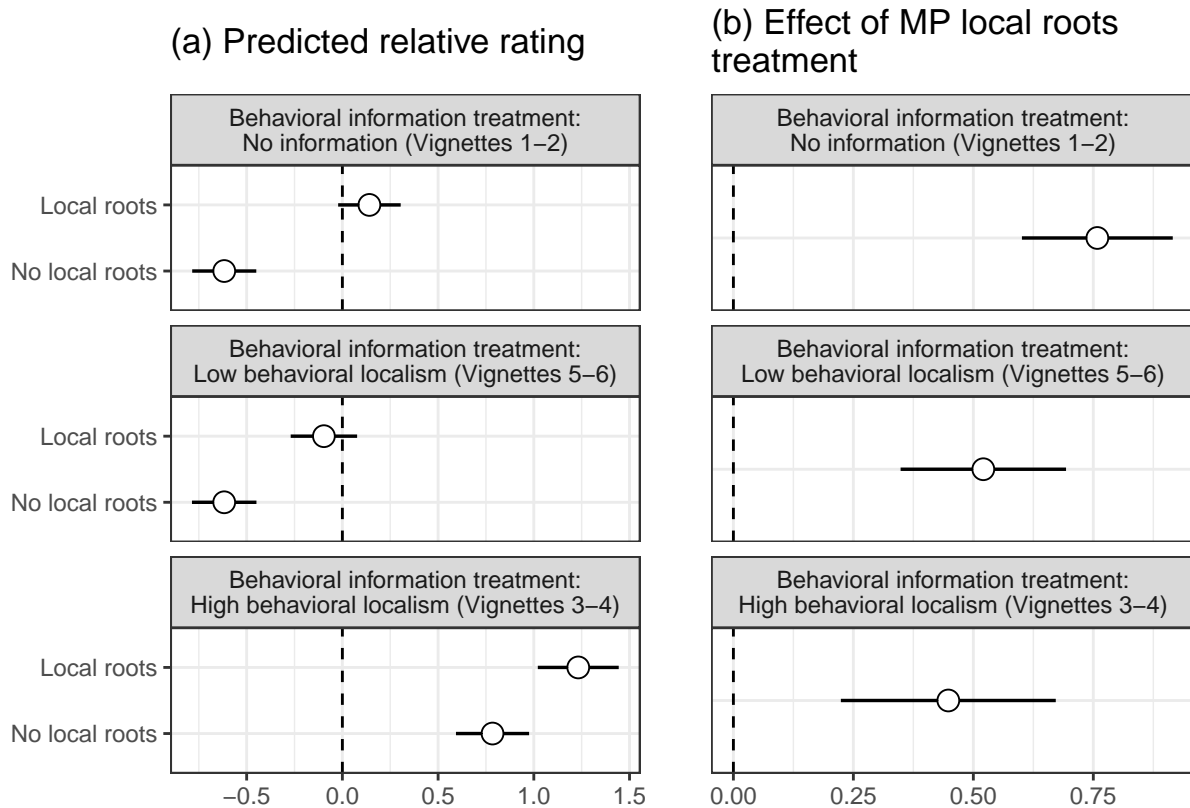 (a) Predicted relative rating
Behavioral information treatment:
No information (Vignettes 1−2)
Local roots
No local roots
Behavioral information treatment:
Low behavioral localism (Vignettes 5−6)
Local roots
No local roots
Behavioral information treatment:
High behavioral localism (Vignettes 3−4)
Local roots
No local roots
−0.5 0.0 0.5 1.0 1.5
(b) Effect of MP local roots
treatment
Behavioral information treatment:
No information (Vignettes 1−2)
Behavioral information treatment:
Low behavioral localism (Vignettes 5−6)
Behavioral information treatment:
High behavioral localism (Vignettes 3−4)
0.00 0.25 0.50 0.75